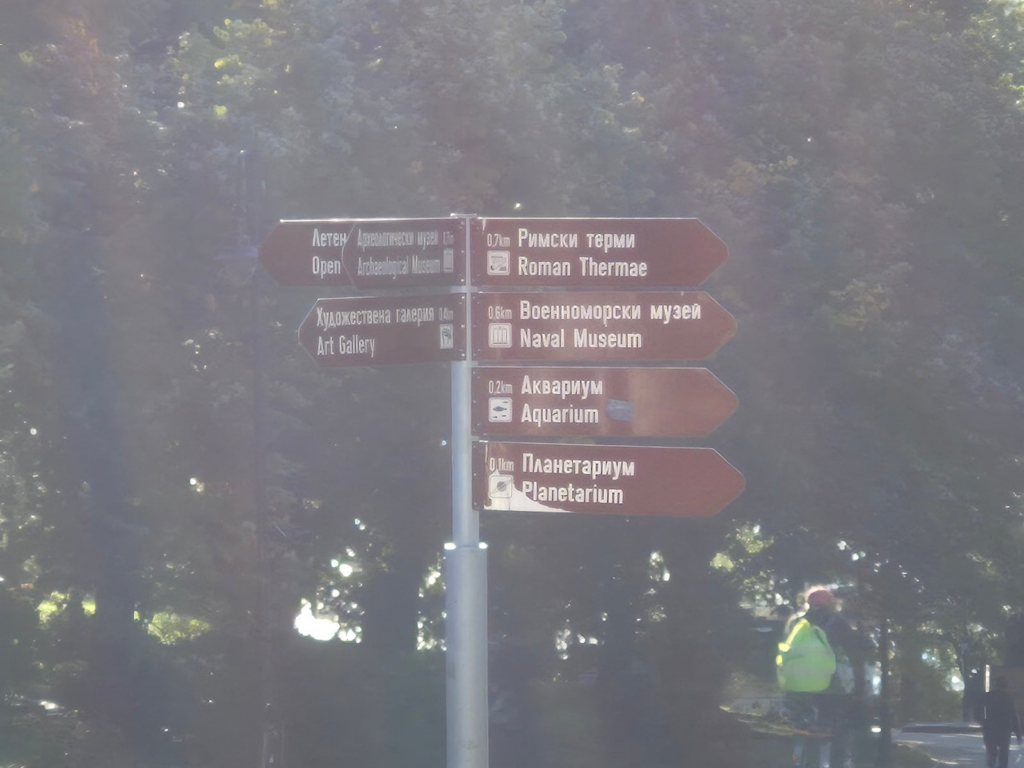 Летен
Open
Археологически музей
Archaeological Museum
Художествена галерия
Art Gallery
0.7km Римски терми
Roman Thermae
0.6km Военноморски музей
Naval Museum
0.2km Аквариум
Aquarium
0.1km Планетариум
Planetarium